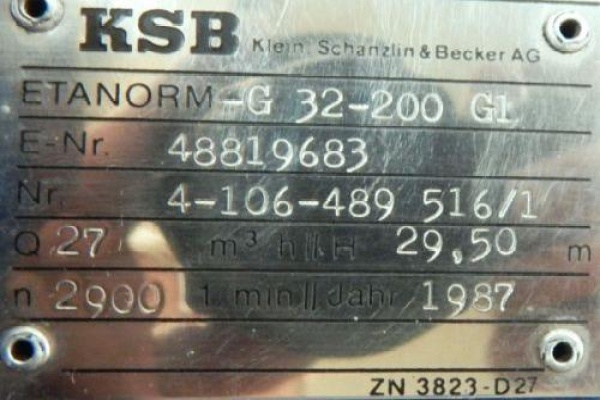 KSB Klein, Schanzlin & Becker AG
ETANORM-G 32-200 G1
E-Nr. 48819683
Nr. 4-106-489 516/1
Q 27 m³ h//H 29,50 m
n 2900 1 min// Jahr 1987
ZN 3823-D27